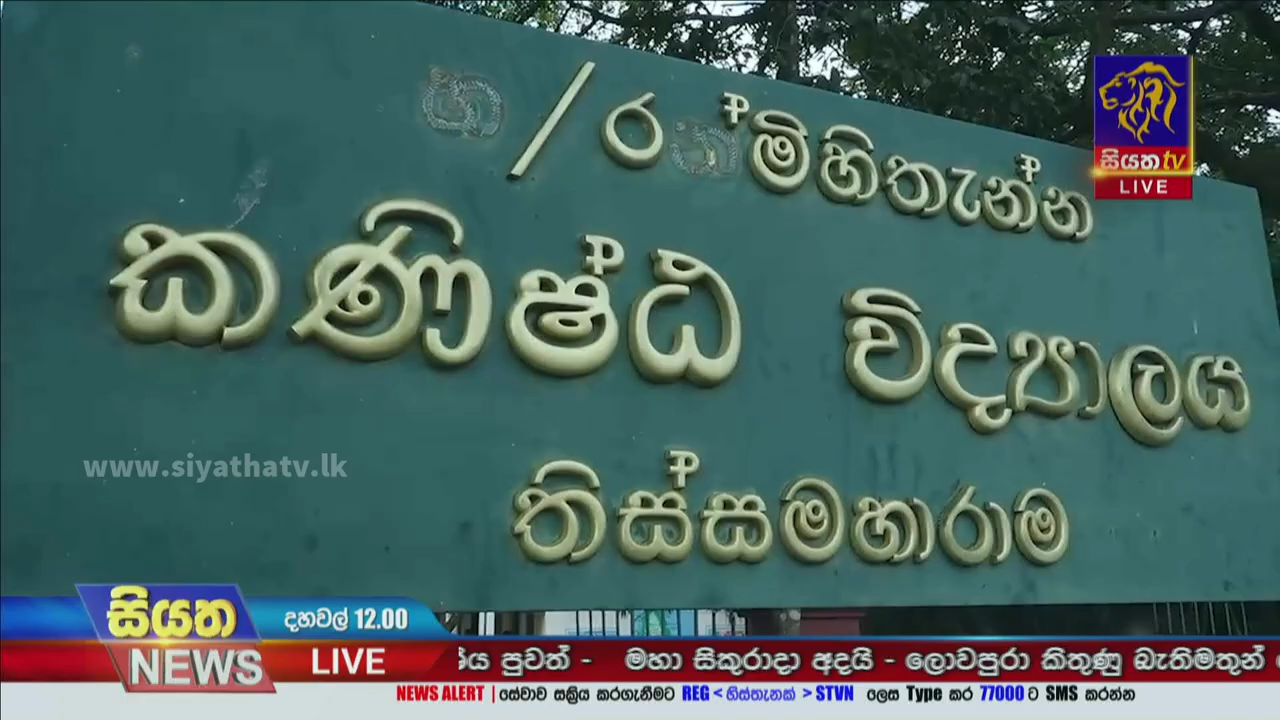 / රන්මිහිතැන්න
කණිෂ්ඨ විද්‍යාලය
තිස්සමහාරාම
සියත tv
LIVE
www.siyathatv.lk
සියත
NEWS
දහවල් 12.00
LIVE
පුවත් - මහා සිකුරාදා අදයි - ලොවපුරා කිතුණු බැතිමතුන්
NEWS ALERT | සේවාව සක්‍රිය කරගැනීමට REG < හිස්තැනක් > STVN ලෙස Type කර 77000 ට SMS කරන්න